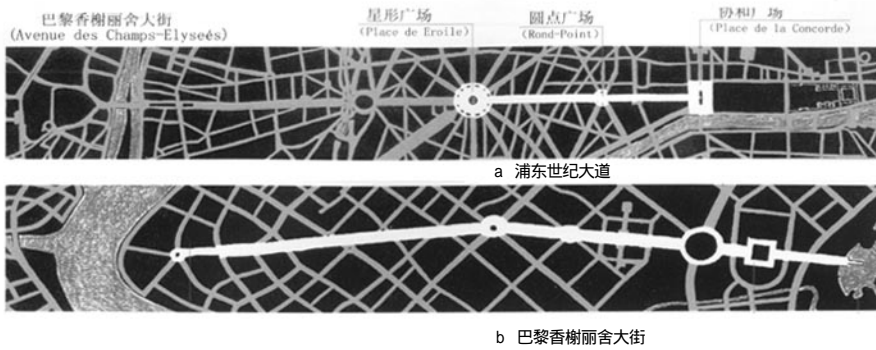 巴黎香榭丽舍大街
(Avenue des Champs-Elyseés)
星形广场
(Place de Eroile)
圆点广场
(Rond-Point)
协和广场
(Place de la Concorde)
a 浦东世纪大道
b 巴黎香榭丽舍大街